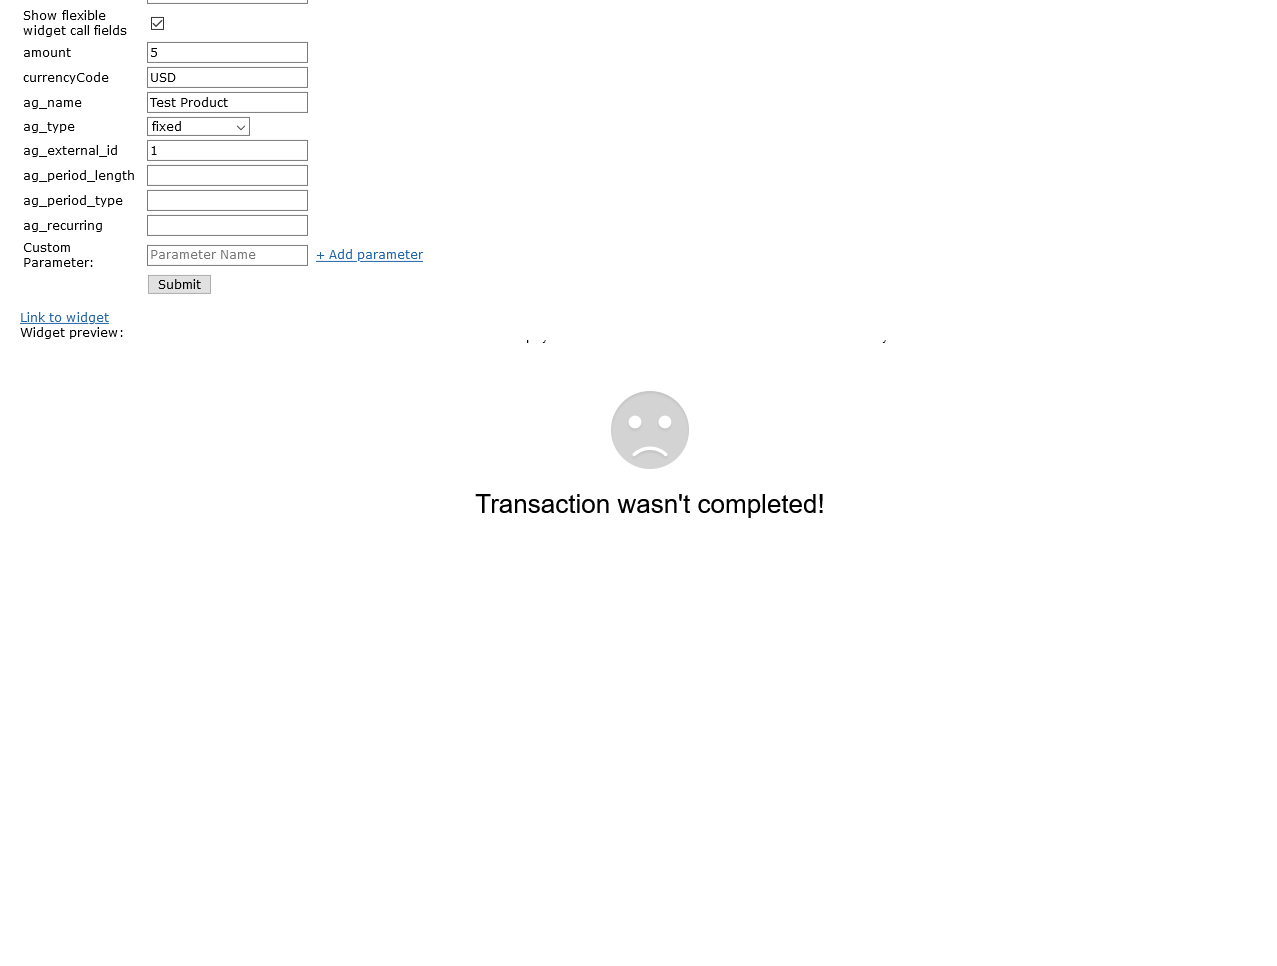 Show flexible
widget call fields
amount
5
currencyCode
USD
ag_name
Test Product
ag_type
fixed
ag_external_id
1
ag_period_length
ag_period_type
ag_recurring
Custom
Parameter:
Parameter Name
+ Add parameter
Submit
Link to widget
Widget preview:
Transaction wasn't completed!